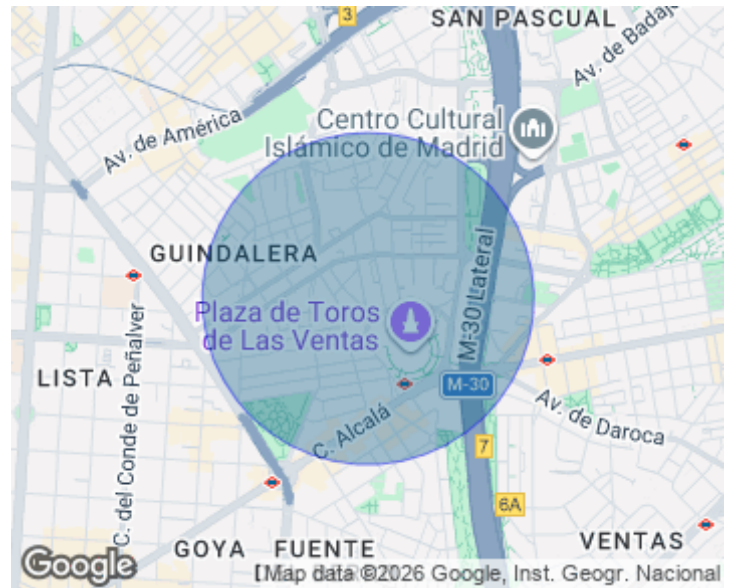 SAN PASCUAL
3
Av. de Badajo
Av. de América
Centro Cultural
Islámico de Madrid
GUINDALERA
M-30 Lateral
Plaza de Toros
de Las Ventas
LISTA
C. del Conde de Peñalver
M-30
Av. de Daroca
C. Alcalá
7
6A
GOYA
FUENTE
VENTAS
Google
Map data ©2026 Google, Inst. Geogr. Nacional